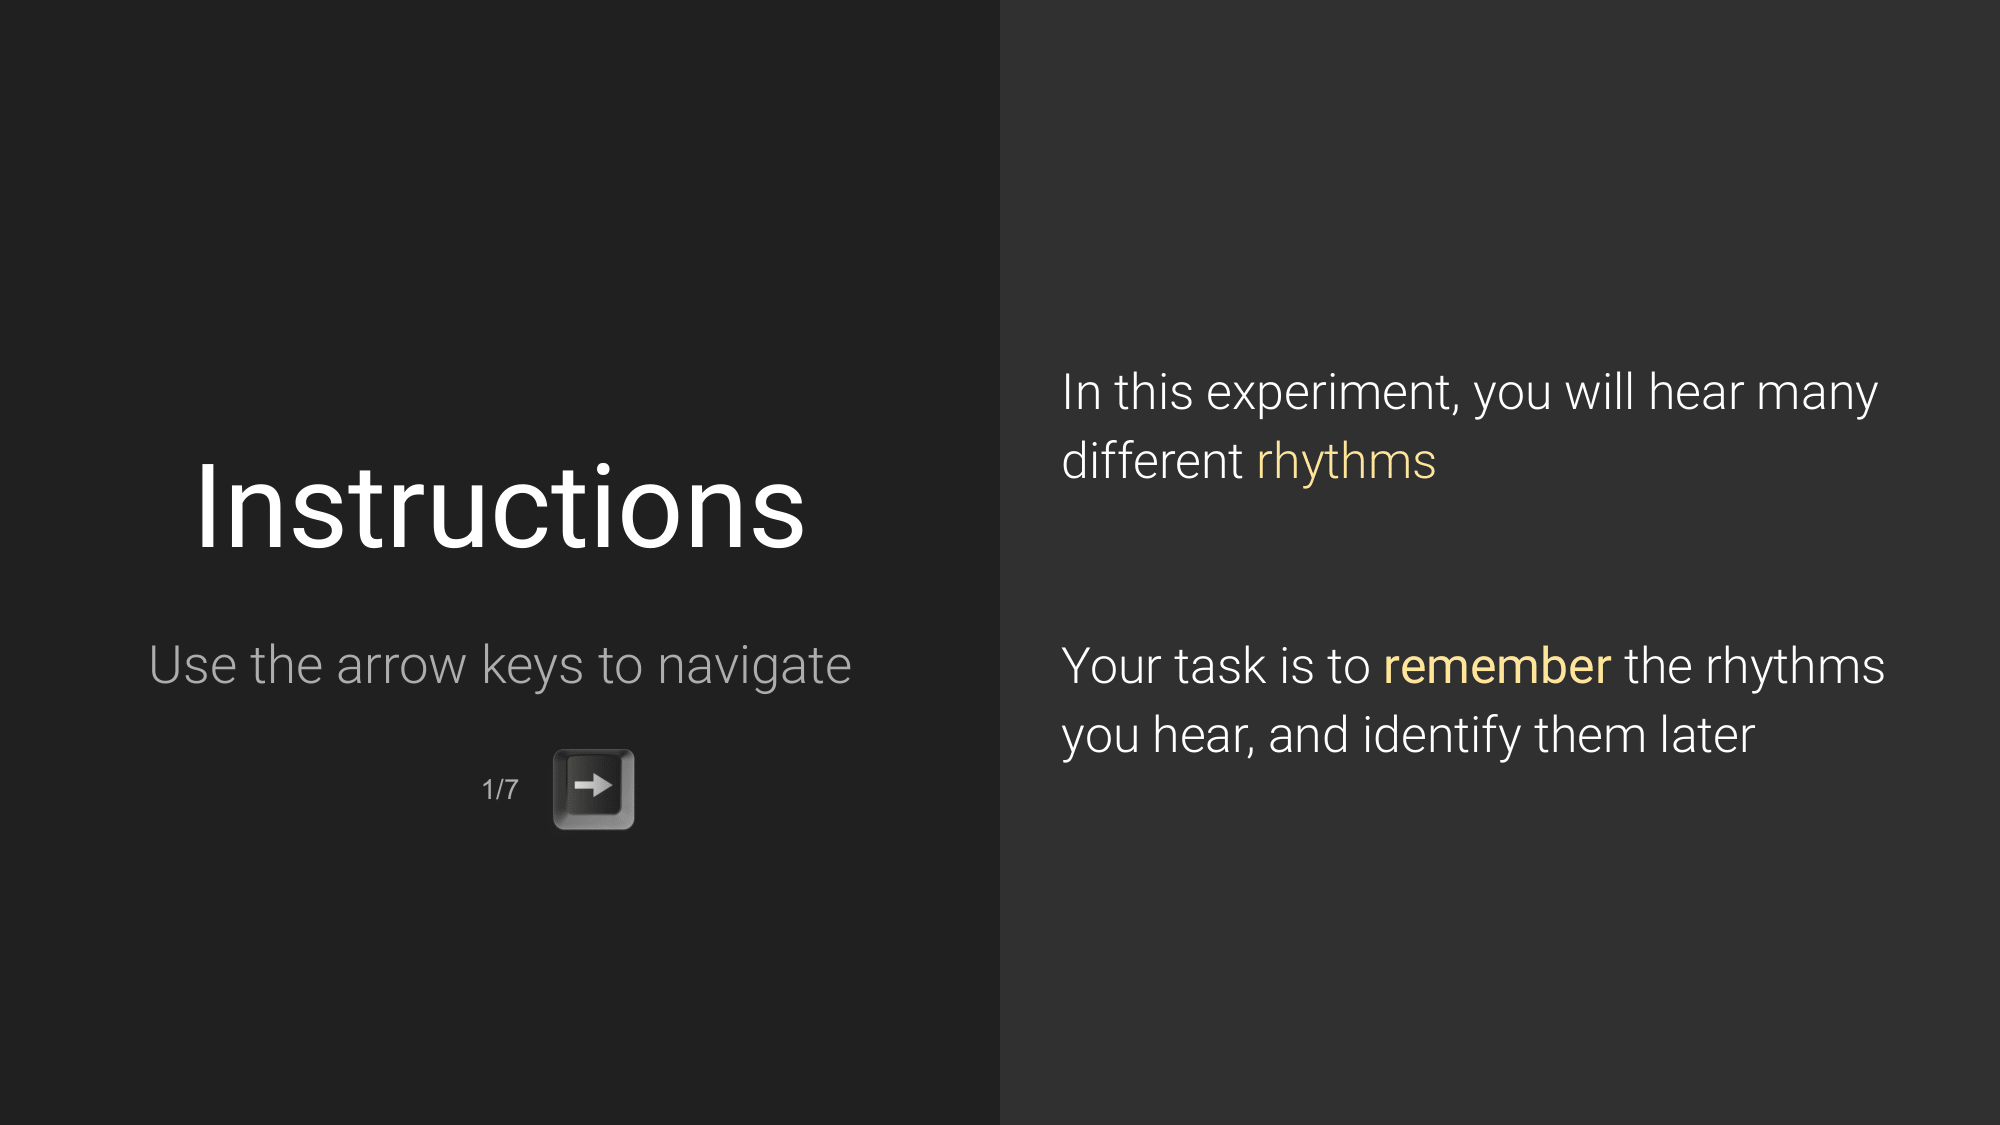 Instructions
Use the arrow keys to navigate
1/7
In this experiment, you will hear many
different rhythms
Your task is to remember the rhythms
you hear, and identify them later